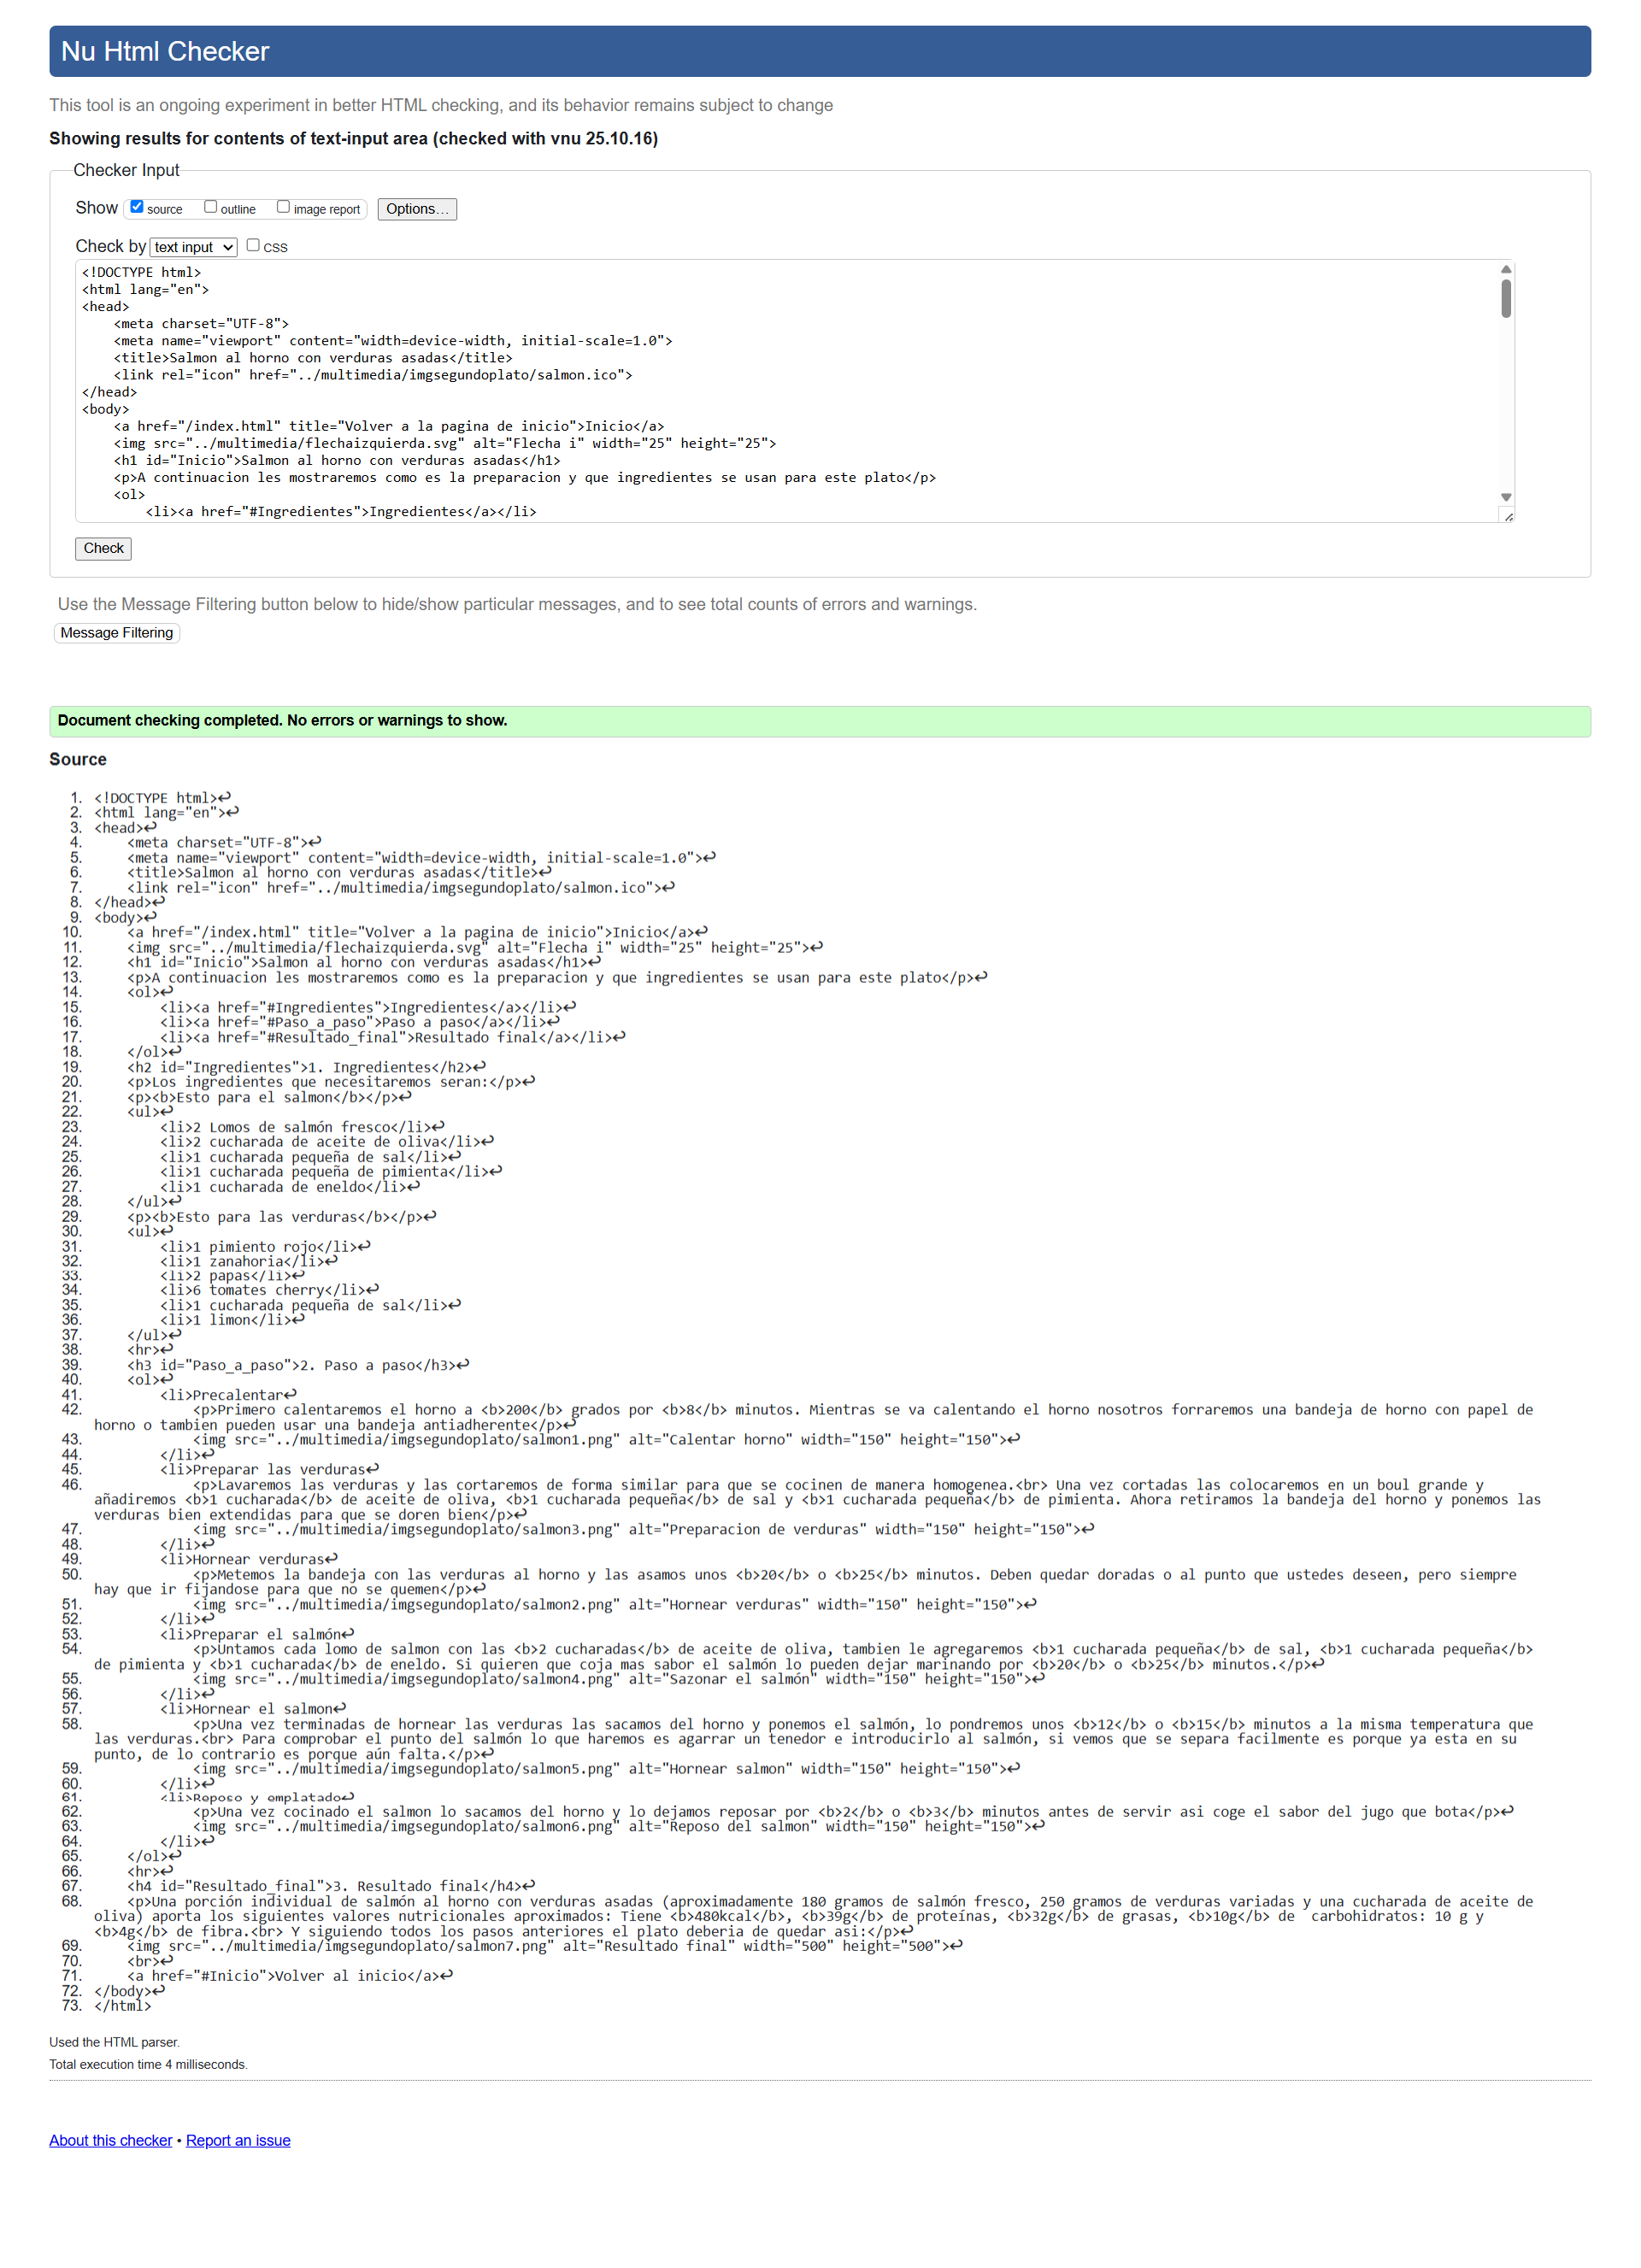 Nu Html Checker
This tool is an ongoing experiment in better HTML checking, and its behavior remains subject to change
Showing results for contents of text-input area (checked with vnu 25.10.16)
Checker Input
Show source outline image report Options...
Check by text input CSS
<!DOCTYPE html>
<html lang="en">
<head>
    <meta charset="UTF-8">
    <meta name="viewport" content="width=device-width, initial-scale=1.0">
    <title>Salmon al horno con verduras asadas</title>
    <link rel="icon" href="../multimedia/imgsegundoplato/salmon.ico">
</head>
<body>
    <a href="/index.html" title="Volver a la pagina de inicio">Inicio</a>
    <img src="../multimedia/flechaizquierda.svg" alt="Flecha i" width="25" height="25">
    <h1 id="Inicio">Salmon al horno con verduras asadas</h1>
    <p>A continuacion les mostraremos como es la preparacion y que ingredientes se usan para este plato</p>
    <ol>
        <li><a href="#Ingredientes">Ingredientes</a></li>
Check
Use the Message Filtering button below to hide/show particular messages, and to see total counts of errors and warnings.
Message Filtering
Document checking completed. No errors or warnings to show.
Source
1. <!DOCTYPE html>↩
2. <html lang="en">↩
3. <head>↩
4.     <meta charset="UTF-8">↩
5.     <meta name="viewport" content="width=device-width, initial-scale=1.0">↩
6.     <title>Salmon al horno con verduras asadas</title>↩
7.     <link rel="icon" href="../multimedia/imgsegundoplato/salmon.ico">↩
8. </head>↩
9. <body>↩
10.     <a href="/index.html" title="Volver a la pagina de inicio">Inicio</a>↩
11.     <img src="../multimedia/flechaizquierda.svg" alt="Flecha i" width="25" height="25">↩
12.     <h1 id="Inicio">Salmon al horno con verduras asadas</h1>↩
13.     <p>A continuacion les mostraremos como es la preparacion y que ingredientes se usan para este plato</p>↩
14.     <ol>↩
15.         <li><a href="#Ingredientes">Ingredientes</a></li>↩
16.         <li><a href="#Paso_a_paso">Paso a paso</a></li>↩
17.         <li><a href="#Resultado_final">Resultado final</a></li>↩
18.     </ol>↩
19.     <h2 id="Ingredientes">1. Ingredientes</h2>↩
20.     <p>Los ingredientes que necesitaremos seran:</p>↩
21.     <p><b>Esto para el salmon</b></p>↩
22.     <ul>↩
23.         <li>2 Lomos de salmón fresco</li>↩
24.         <li>2 cucharada de aceite de oliva</li>↩
25.         <li>1 cucharada pequeña de sal</li>↩
26.         <li>1 cucharada pequeña de pimienta</li>↩
27.         <li>1 cucharada de eneldo</li>↩
28.     </ul>↩
29.     <p><b>Esto para las verduras</b></p>↩
30.     <ul>↩
31.         <li>1 pimiento rojo</li>↩
32.         <li>1 zanahoria</li>↩
33.         <li>2 papas</li>↩
34.         <li>6 tomates cherry</li>↩
35.         <li>1 cucharada pequeña de sal</li>↩
36.         <li>1 limon</li>↩
37.     </ul>↩
38.     <hr>↩
39.     <h3 id="Paso_a_paso">2. Paso a paso</h3>↩
40.     <ol>↩
41.         <li>Precalentar↩
42.             <p>Primero calentaremos el horno a <b>200</b> grados por <b>8</b> minutos. Mientras se va calentando el horno nosotros forraremos una bandeja de horno con papel de
horno o tambien pueden usar una bandeja antiadherente</p>↩
43.             <img src="../multimedia/imgsegundoplato/salmon1.png" alt="Calentar horno" width="150" height="150">↩
44.         </li>↩
45.         <li>Preparar las verduras↩
46.             <p>Lavaremos las verduras y las cortaremos de forma similar para que se cocinen de manera homogenea.<br> Una vez cortadas las colocaremos en un boul grande y
añadiremos <b>1 cucharada</b> de aceite de oliva, <b>1 cucharada pequeña</b> de sal y <b>1 cucharada pequeña</b> de pimienta. Ahora retiramos la bandeja del horno y ponemos las
verduras bien extendidas para que se doren bien</p>↩
47.             <img src="../multimedia/imgsegundoplato/salmon3.png" alt="Preparacion de verduras" width="150" height="150">↩
48.         </li>↩
49.         <li>Hornear verduras↩
50.             <p>Metemos la bandeja con las verduras al horno y las asamos unos <b>20</b> o <b>25</b> minutos. Deben quedar doradas o al punto que ustedes deseen, pero siempre
hay que ir fijandose para que no se quemen</p>↩
51.             <img src="../multimedia/imgsegundoplato/salmon2.png" alt="Hornear verduras" width="150" height="150">↩
52.         </li>↩
53.         <li>Preparar el salmón↩
54.             <p>Untamos cada lomo de salmon con las <b>2 cucharadas</b> de aceite de oliva, tambien le agregaremos <b>1 cucharada pequeña</b> de sal, <b>1 cucharada pequeña</b>
de pimienta y <b>1 cucharada</b> de eneldo. Si quieren que coja mas sabor el salmón lo pueden dejar marinando por <b>20</b> o <b>25</b> minutos.</p>↩
55.             <img src="../multimedia/imgsegundoplato/salmon4.png" alt="Sazonar el salmón" width="150" height="150">↩
56.         </li>↩
57.         <li>Hornear el salmon↩
58.             <p>Una vez terminadas de hornear las verduras las sacamos del horno y ponemos el salmón, lo pondremos unos <b>12</b> o <b>15</b> minutos a la misma temperatura que
las verduras.<br> Para comprobar el punto del salmón lo que haremos es agarrar un tenedor e introducirlo al salmón, si vemos que se separa facilmente es porque ya esta en su
punto, de lo contrario es porque aún falta.</p>↩
59.             <img src="../multimedia/imgsegundoplato/salmon5.png" alt="Hornear salmon" width="150" height="150">↩
60.         </li>↩
61.         <li>Reposo y emplatado↩
62.             <p>Una vez cocinado el salmon lo sacamos del horno y lo dejamos reposar por <b>2</b> o <b>3</b> minutos antes de servir asi coge el sabor del jugo que bota</p>↩
63.             <img src="../multimedia/imgsegundoplato/salmon6.png" alt="Reposo del salmon" width="150" height="150">↩
64.         </li>↩
65.     </ol>↩
66.     <hr>↩
67.     <h4 id="Resultado_final">3. Resultado final</h4>↩
68.     <p>Una porción individual de salmón al horno con verduras asadas (aproximadamente 180 gramos de salmón fresco, 250 gramos de verduras variadas y una cucharada de aceite de
oliva) aporta los siguientes valores nutricionales aproximados: Tiene <b>480kcal</b>, <b>39g</b> de proteínas, <b>32g</b> de grasas, <b>10g</b> de  carbohidratos: 10 g y
<b>4g</b> de fibra.<br> Y siguiendo todos los pasos anteriores el plato deberia de quedar asi:</p>↩
69.     <img src="../multimedia/imgsegundoplato/salmon7.png" alt="Resultado final" width="500" height="500">↩
70.     <br>↩
71.     <a href="#Inicio">Volver al inicio</a>↩
72. </body>↩
73. </html>
Used the HTML parser.
Total execution time 4 milliseconds.
About this checker • Report an issue